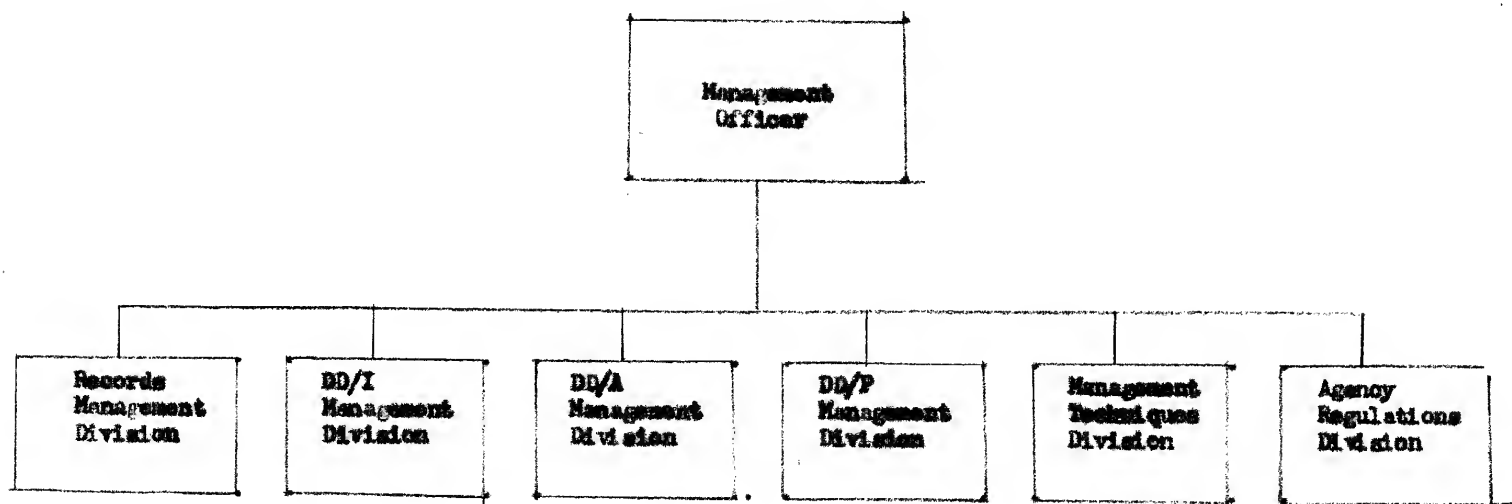 Management
Officer
Records
Management
Division
DD/I
Management
Division
DD/A
Management
Division
DD/P
Management
Division
Management
Techniques
Division
Agency
Regulations
Division